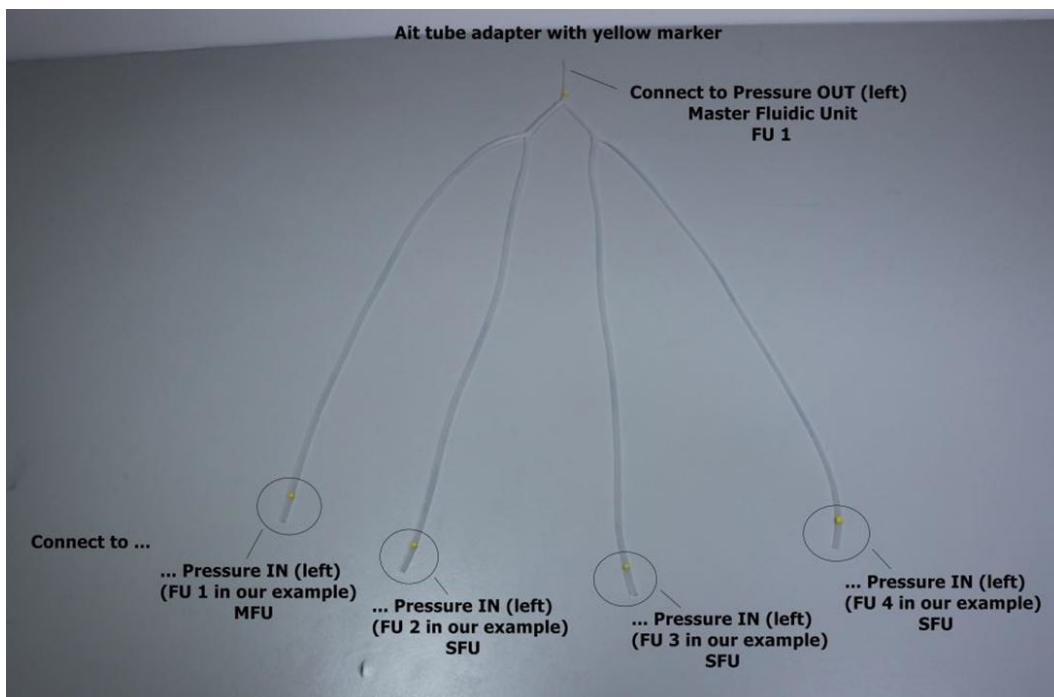 Ait tube adapter with yellow marker
Connect to Pressure OUT (left)
Master Fluidic Unit
FU 1
Connect to ...
... Pressure IN (left)
(FU 1 in our example)
MFU
... Pressure IN (left)
(FU 2 in our example)
SFU
... Pressure IN (left)
(FU 3 in our example)
SFU
... Pressure IN (left)
(FU 4 in our example)
SFU